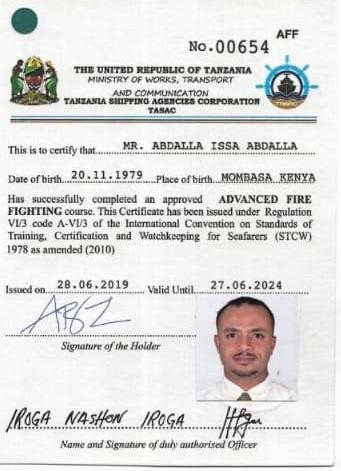 AFF
No.00654
THE UNITED REPUBLIC OF TANZANIA
MINISTRY OF WORKS, TRANSPORT
AND COMMUNICATION
TANZANIA SHIPPING AGENCIES CORPORATION
TASAC
TASAC
This is to certify that....MR. ABDALLA ISSA ABDALLA
Date of birth..20.11.1979...Place of birth..MOMBASA KENYA
Has successfully completed an approved ADVANCED FIRE
FIGHTING course. This Certificate has been issued under Regulation
VI/3 code A-VI/3 of the International Convention on Standards of
Training, Certification and Watchkeeping for Seafarers (STCW)
1978 as amended (2010)
Issued on..28.06.2019... Valid Until...27.06.2024
Signature of the Holder
IROGA NASHON IROGA
Name and Signature of duly authorised Officer